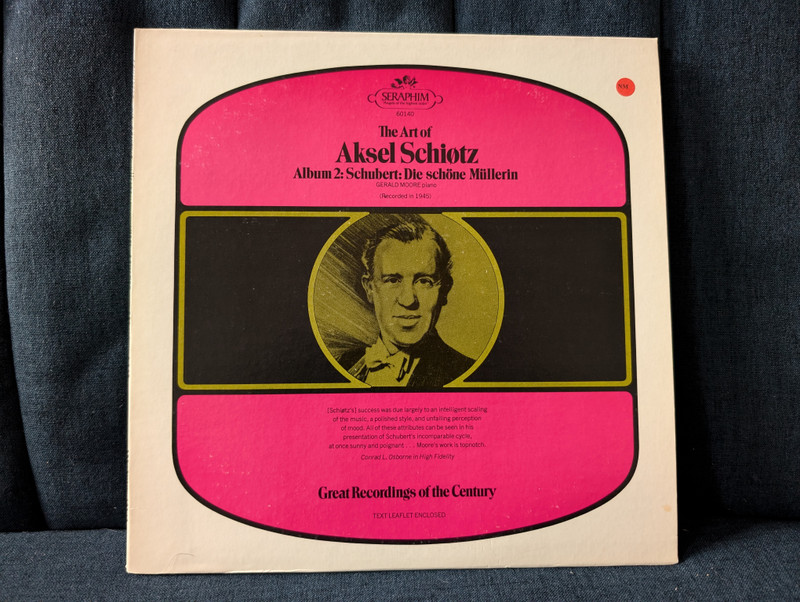 NM
SERAPHIM
60140
The Art of
Aksel Schiøtz
Album 2: Schubert: Die schöne Müllerin
GERALD MOORE piano
(Recorded in 1945)
[Schiøtz's] success was due largely to an intelligent scaling
of the music, a polished style, and unfailing perception
of mood. All of these attributes can be seen in his
presentation of Schubert's incomparable cycle,
at once sunny and poignant . . . Moore's work is topnotch.
Conrad L. Osborne in High Fidelity
Great Recordings of the Century
TEXT LEAFLET ENCLOSED